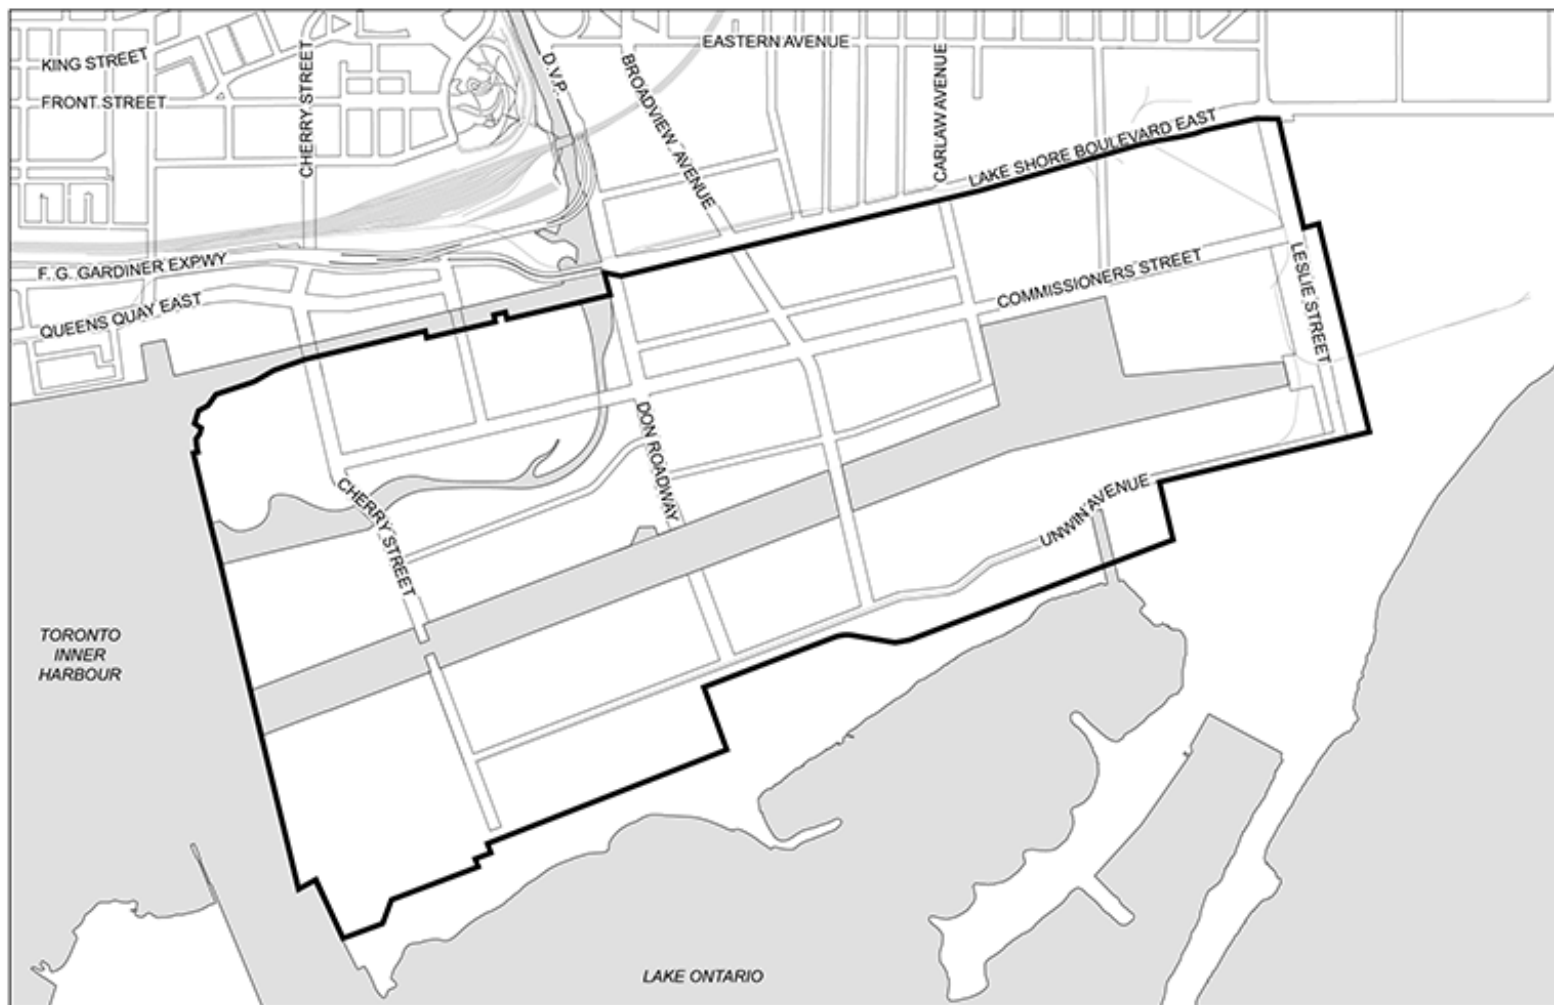 EASTERN AVENUE
KING STREET
FRONT STREET
CHERRY STREET
D.V.P.
BROADVIEW AVENUE
CARLAW AVENUE
LAKE SHORE BOULEVARD EAST
F. G. GARDINER EXPWY
QUEENS QUAY EAST
COMMISSIONERS STREET
LESLIE STREET
DON ROADWAY
CHERRY STREET
UNWIN AVENUE
TORONTO
INNER
HARBOUR
LAKE ONTARIO